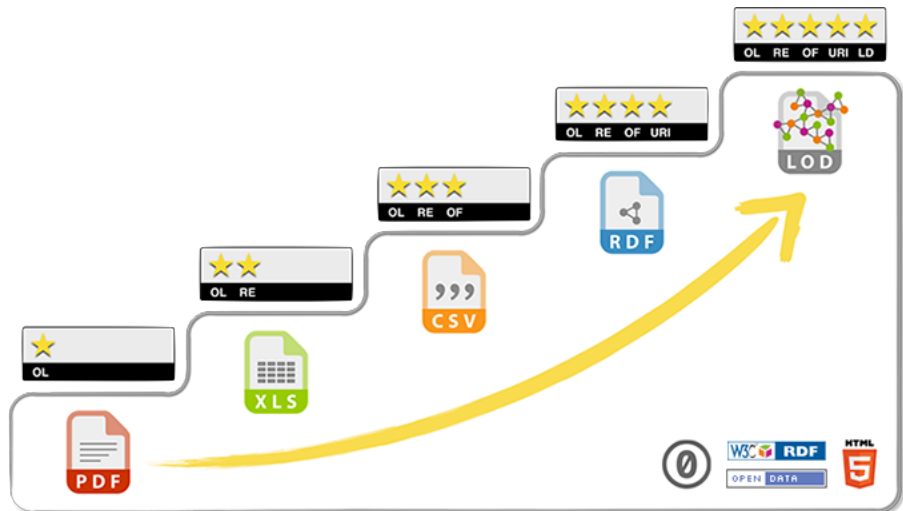 OL RE OF URI LD
LOD
OL RE OF URI
RDF
OL RE OF
CSV
OL RE
XLS
OL
PDF
0
W3C RDF
OPEN DATA
HTML
5